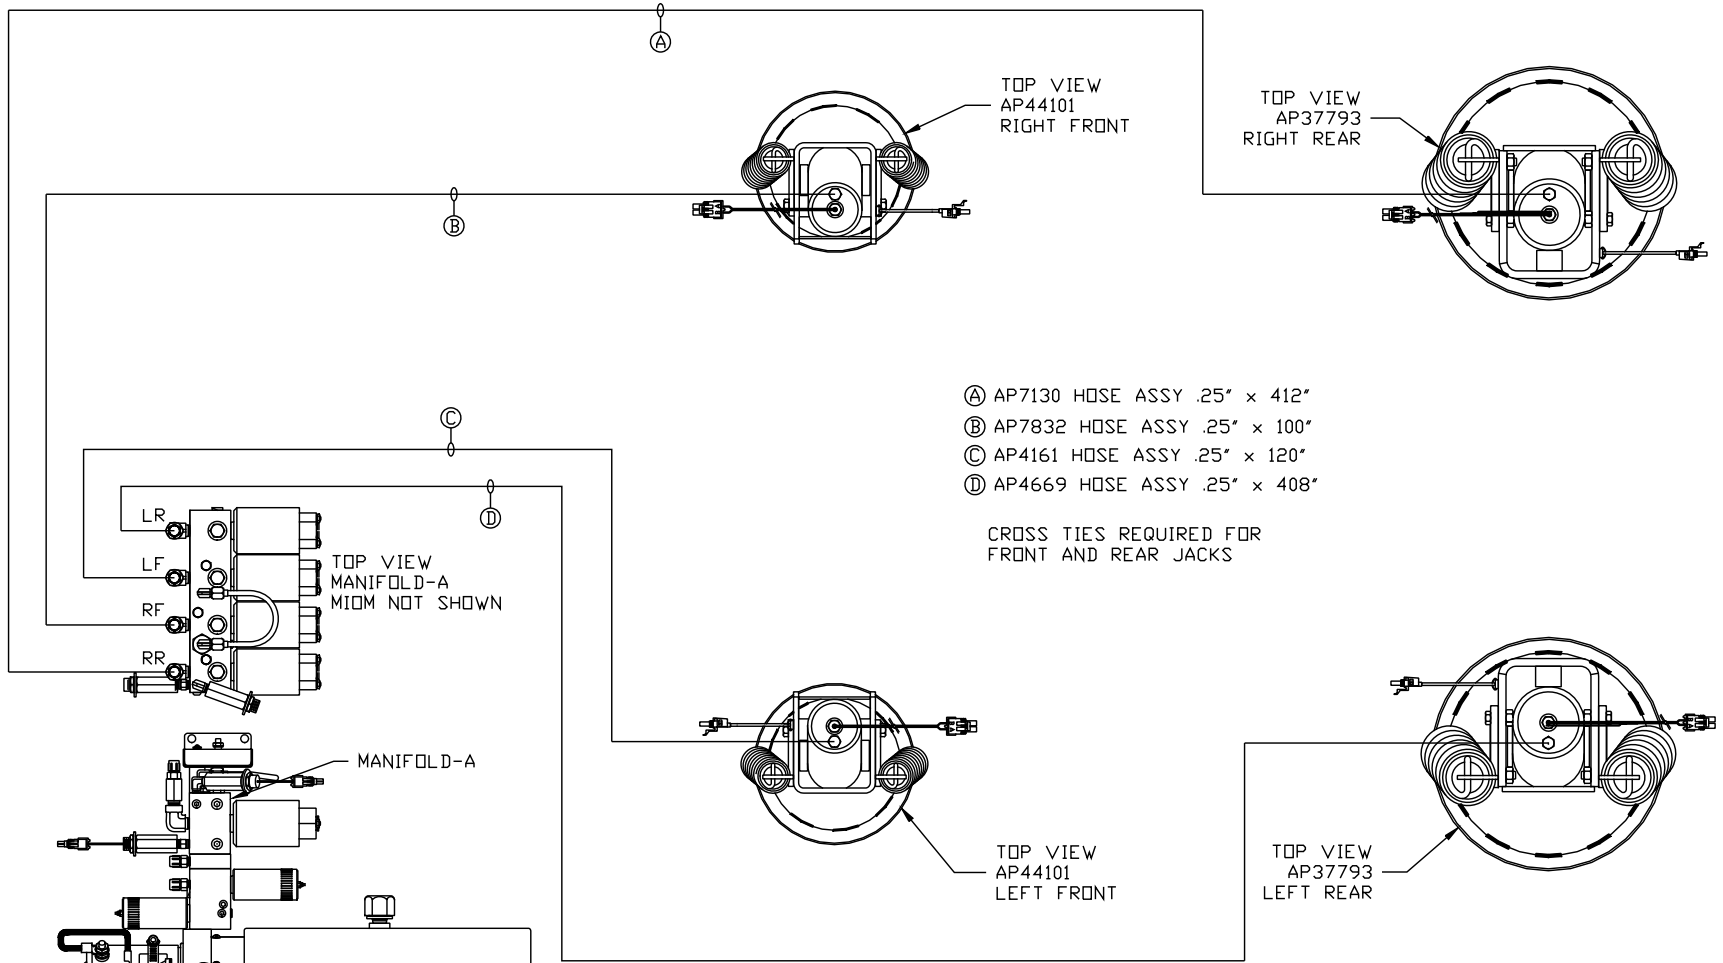 A
TOP VIEW
AP44101
RIGHT FRONT
TOP VIEW
AP37793
RIGHT REAR
B
A AP7130 HOSE ASSY .25" x 412"
B AP7832 HOSE ASSY .25" x 100"
C AP4161 HOSE ASSY .25" x 120"
D AP4669 HOSE ASSY .25" x 408"
CROSS TIES REQUIRED FOR
FRONT AND REAR JACKS
C
D
LR
LF
RF
RR
TOP VIEW
MANIFOLD-A
MIOM NOT SHOWN
MANIFOLD-A
TOP VIEW
AP44101
LEFT FRONT
TOP VIEW
AP37793
LEFT REAR